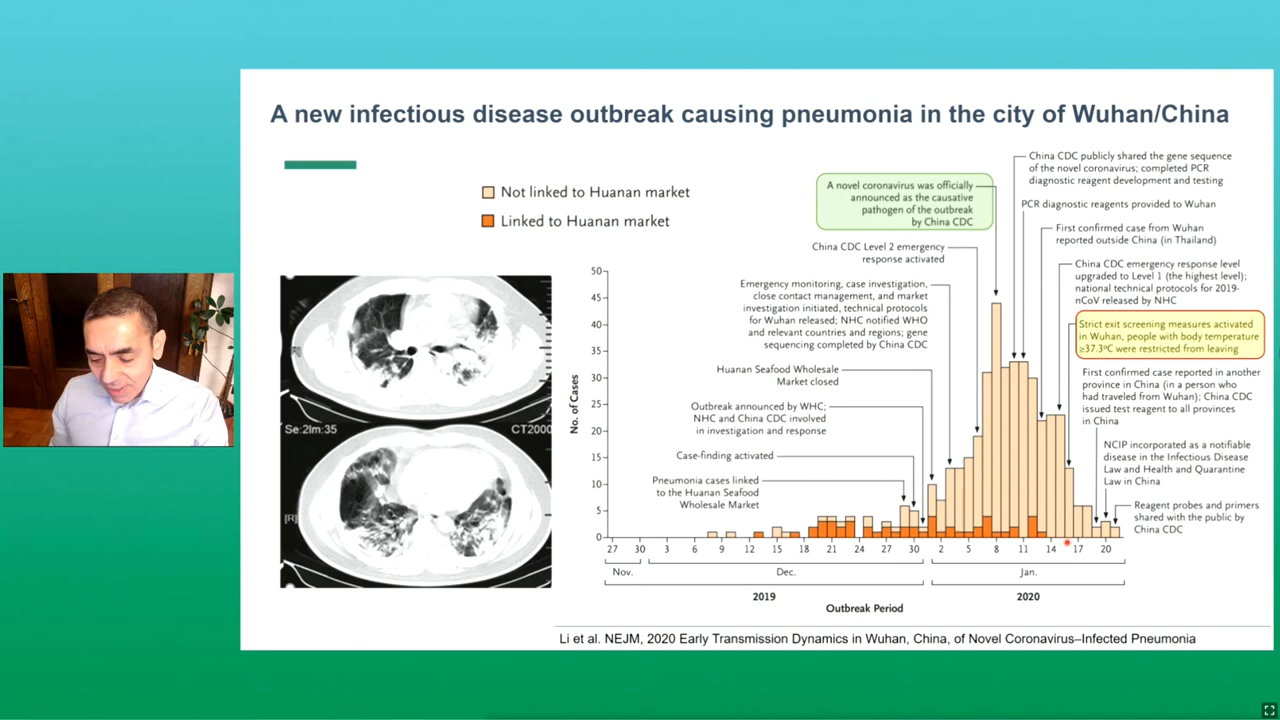 A new infectious disease outbreak causing pneumonia in the city of Wuhan/China
Not linked to Huanan market
Linked to Huanan market
A novel coronavirus was officially
announced as the causative
pathogen of the outbreak
by China CDC
China CDC Level 2 emergency
response activated
Emergency monitoring, case investigation,
close contact management, and market
investigation initiated, technical protocols
for Wuhan released; NHC notified WHO
and relevant countries and regions; gene
sequencing completed by China CDC
Huanan Seafood Wholesale
Market closed
Outbreak announced by WHC;
NHC and China CDC involved
in investigation and response
Case-finding activated
Pneumonia cases linked
to the Huanan Seafood
Wholesale Market
China CDC publicly shared the gene sequence
of the novel coronavirus; completed PCR
diagnostic reagent development and testing
PCR diagnostic reagents provided to Wuhan
First confirmed case from Wuhan
reported outside China (in Thailand)
China CDC emergency response level
upgraded to Level 1 (the highest level);
national technical protocols for 2019-
nCoV released by NHC
Strict exit screening measures activated
in Wuhan, people with body temperature
≥37.3°C were restricted from leaving
First confirmed case reported in another
province in China (in a person who
had traveled from Wuhan); China CDC
issued test reagent to all provinces
in China
NCIP incorporated as a notifiable
disease in the Infectious Disease
Law and Health and Quarantine
Law in China
Reagent probes and primers
shared with the public by
China CDC
Se:2Im:35
CT2000
[R]
No. of Cases
50
45
40
35
30
25
20
15
10
5
0
27 30 3 6 9 12 15 18 21 24 27 30 2 5 8 11 14 17 20
Nov. Dec. Jan.
2019 2020
Outbreak Period
Li et al. NEJM, 2020 Early Transmission Dynamics in Wuhan, China, of Novel Coronavirus–Infected Pneumonia